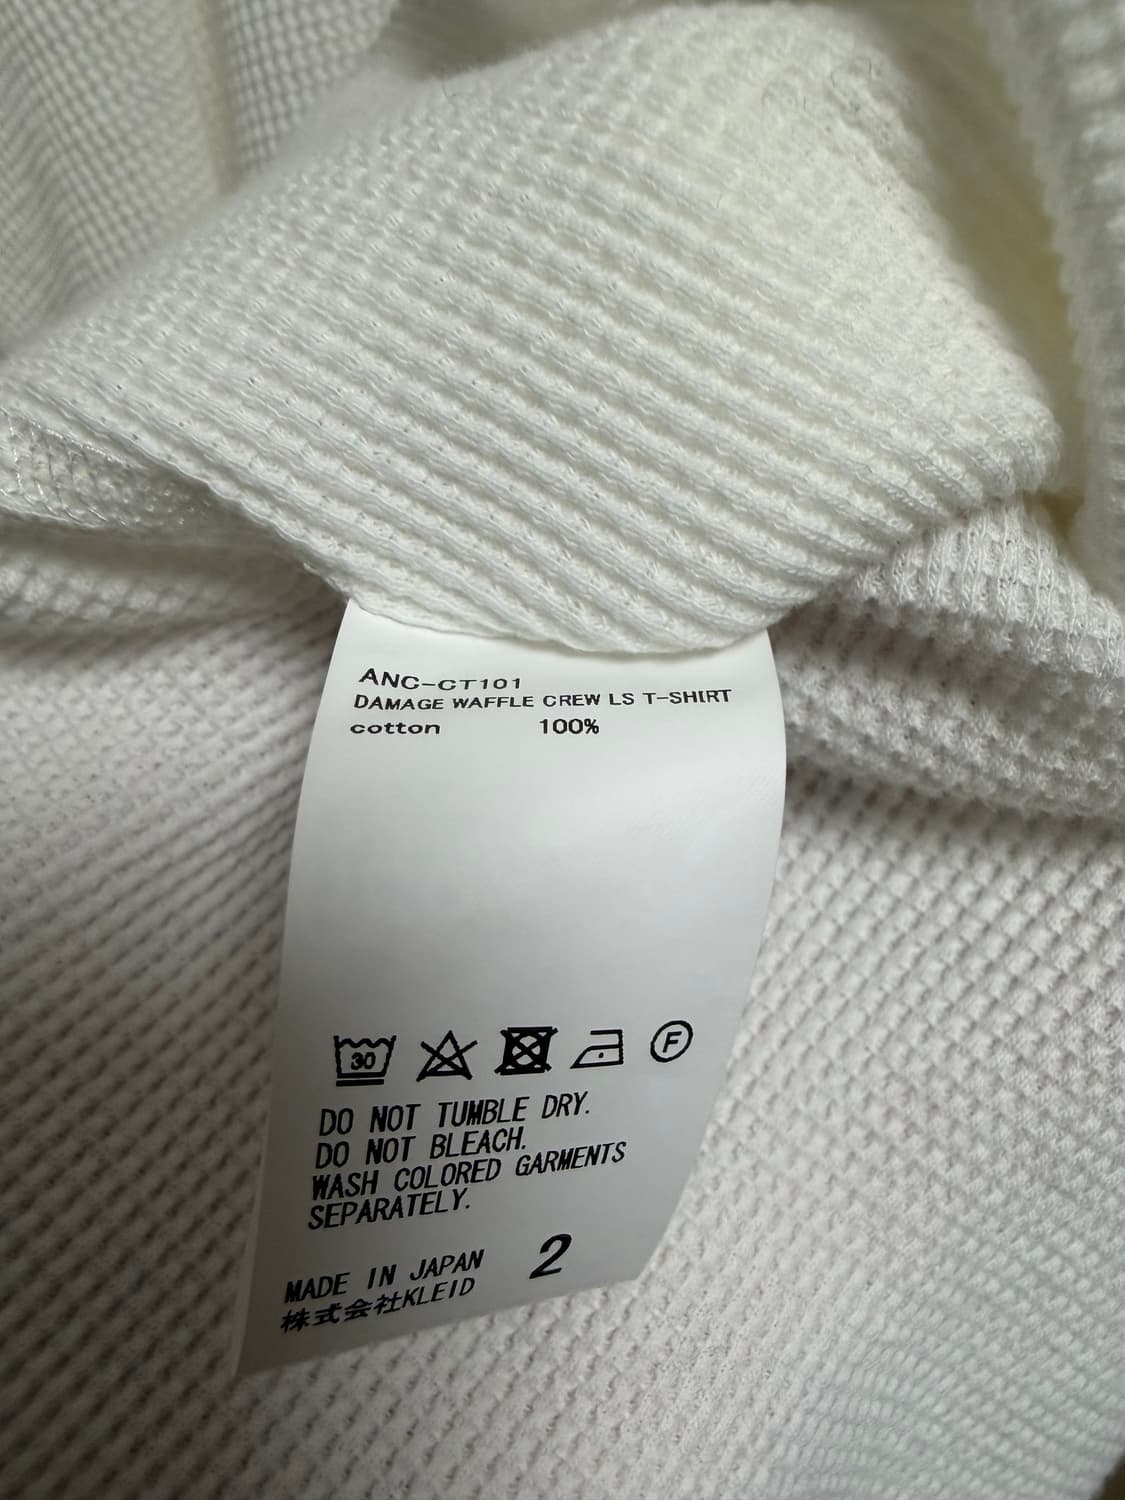 ANC-CT101
DAMAGE WAFFLE CREW LS T-SHIRT
cotton 100%
30 F
DO NOT TUMBLE DRY.
DO NOT BLEACH.
WASH COLORED GARMENTS
SEPARATELY.
MADE IN JAPAN 2
株式会社KLEID